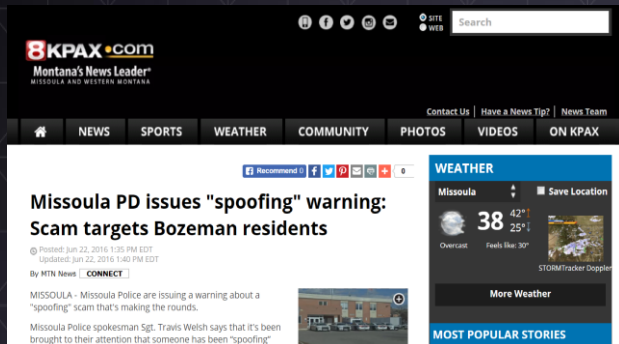 SITE
WEB
Search
8KPAX.com
Montana's News Leader
MISSOULA AND WESTERN MONTANA
Contact Us | Have a News Tip? | News Team
NEWS SPORTS WEATHER COMMUNITY PHOTOS VIDEOS ON KPAX
Recommend 0
0
Missoula PD issues "spoofing" warning:
Scam targets Bozeman residents
Posted: Jun 22, 2016 1:35 PM EDT
Updated: Jun 22, 2016 1:40 PM EDT
By MTN News CONNECT
MISSOULA - Missoula Police are issuing a warning about a
"spoofing" scam that's making the rounds.
Missoula Police spokesman Sgt. Travis Welsh says that it's been
brought to their attention that someone has been "spoofing"
WEATHER
Missoula
Save Location
38
42°
25°
Overcast
Feels like: 30°
STORMTracker Doppler
More Weather
MOST POPULAR STORIES